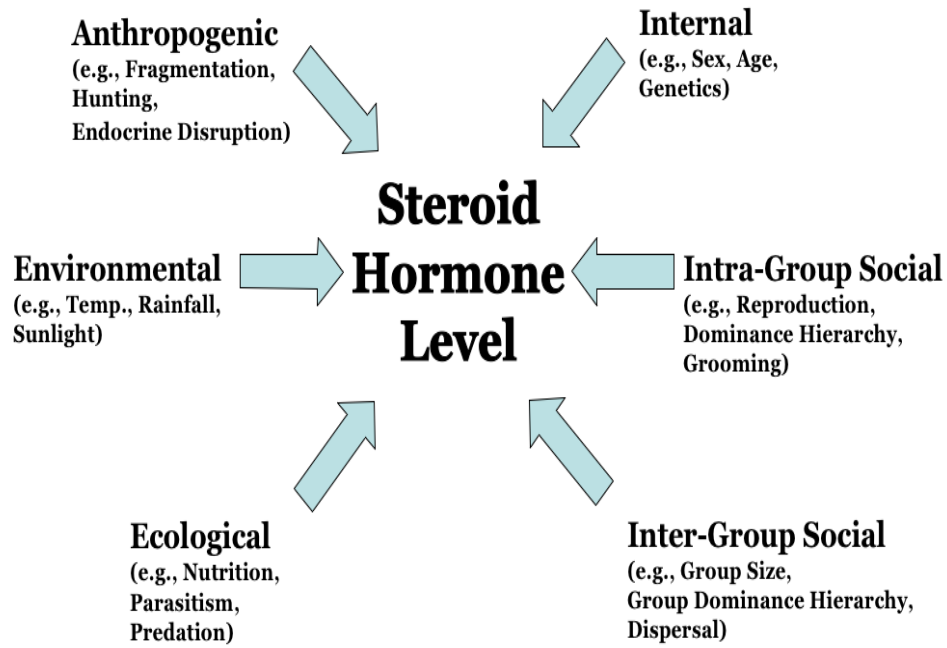 Anthropogenic
(e.g., Fragmentation,
Hunting,
Endocrine Disruption)
Internal
(e.g., Sex, Age,
Genetics)
Steroid
Hormone
Level
Environmental
(e.g., Temp., Rainfall,
Sunlight)
Intra-Group Social
(e.g., Reproduction,
Dominance Hierarchy,
Grooming)
Ecological
(e.g., Nutrition,
Parasitism,
Predation)
Inter-Group Social
(e.g., Group Size,
Group Dominance Hierarchy,
Dispersal)